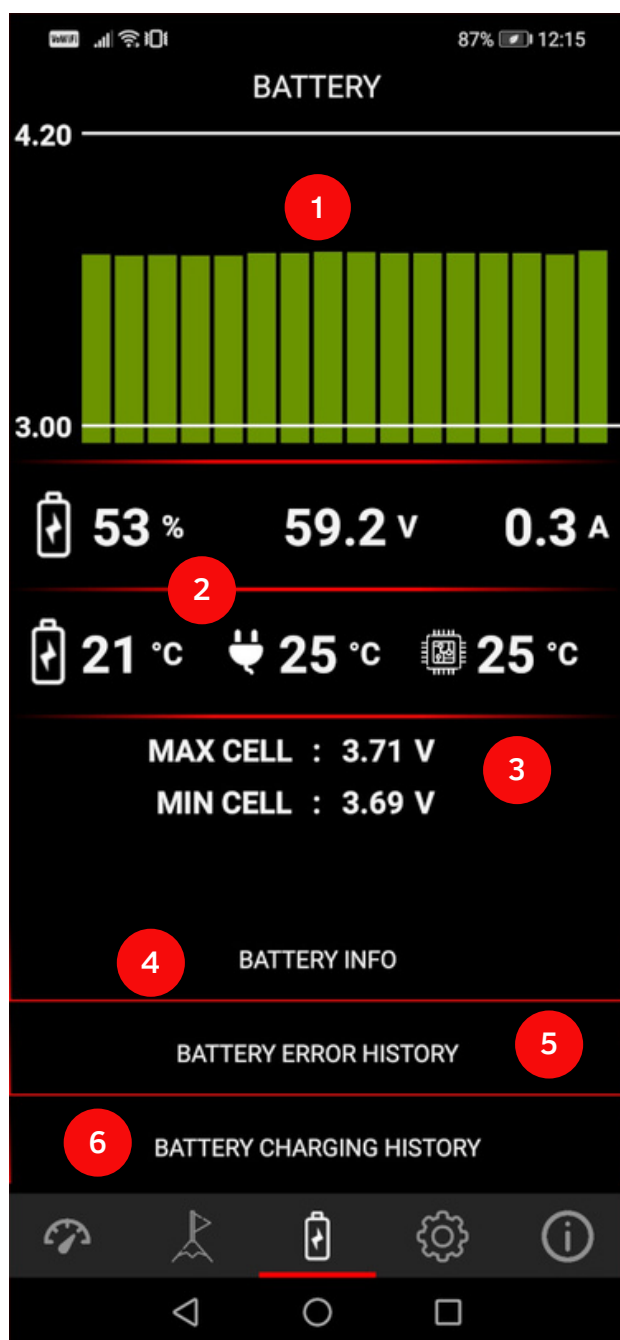 VoWiFi 87% 12:15
BATTERY
4.20
1
3.00
53 % 59.2 V 0.3 A
2
21 °C 25 °C 25 °C
MAX CELL : 3.71 V
3
MIN CELL : 3.69 V
4 BATTERY INFO
BATTERY ERROR HISTORY 5
6 BATTERY CHARGING HISTORY